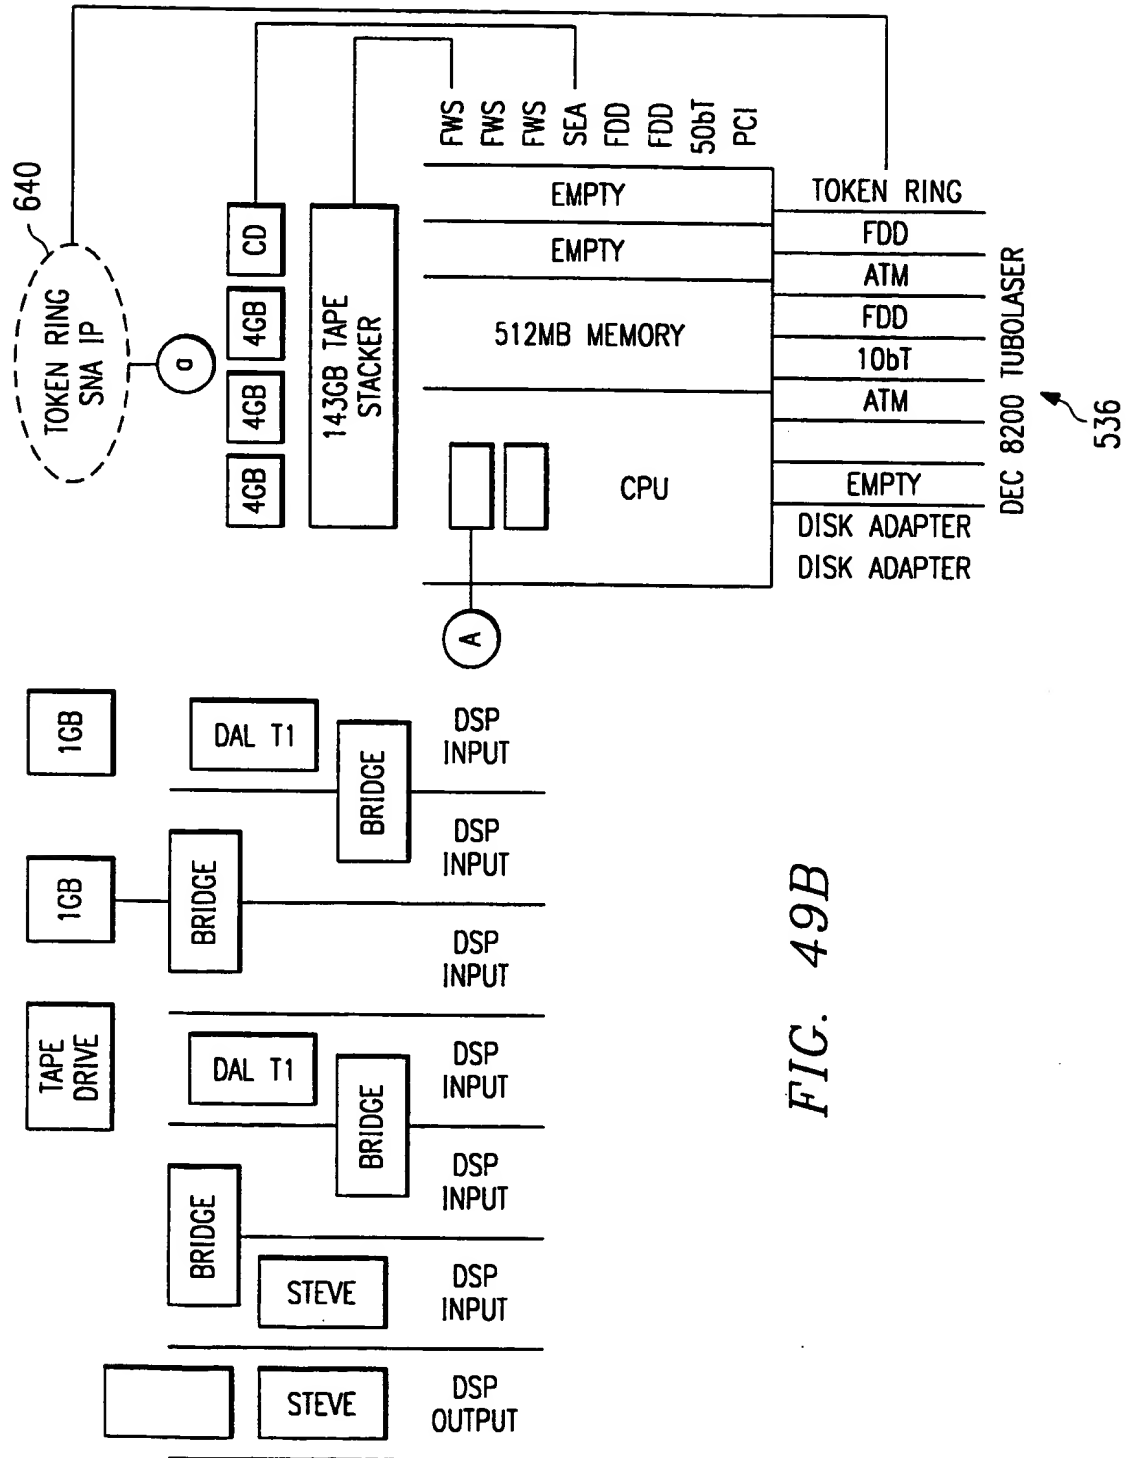 640
TOKEN RING
SNA IP
a
4GB
4GB
4GB
CD
143GB TAPE
STACKER
FWS
FWS
FWS
SEA
FDD
FDD
50bT
PCI
EMPTY
EMPTY
512MB MEMORY
CPU
A
TOKEN RING
FDD
ATM
FDD
10bT
ATM
EMPTY
DISK ADAPTER
DISK ADAPTER
DEC 8200 TUBOLASER
536
1GB
1GB
TAPE
DRIVE
DAL T1
BRIDGE
BRIDGE
DAL T1
BRIDGE
BRIDGE
STEVE
STEVE
DSP
INPUT
DSP
INPUT
DSP
INPUT
DSP
INPUT
DSP
INPUT
DSP
INPUT
DSP
OUTPUT
FIG. 49B